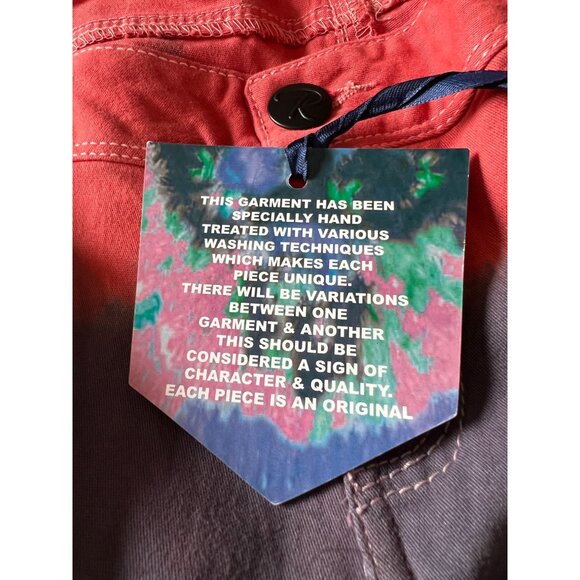 R
THIS GARMENT HAS BEEN
SPECIALLY HAND
TREATED WITH VARIOUS
WASHING TECHNIQUES
WHICH MAKES EACH
PIECE UNIQUE.
THERE WILL BE VARIATIONS
BETWEEN ONE
GARMENT & ANOTHER
THIS SHOULD BE
CONSIDERED A SIGN OF
CHARACTER & QUALITY.
EACH PIECE IS AN ORIGINAL